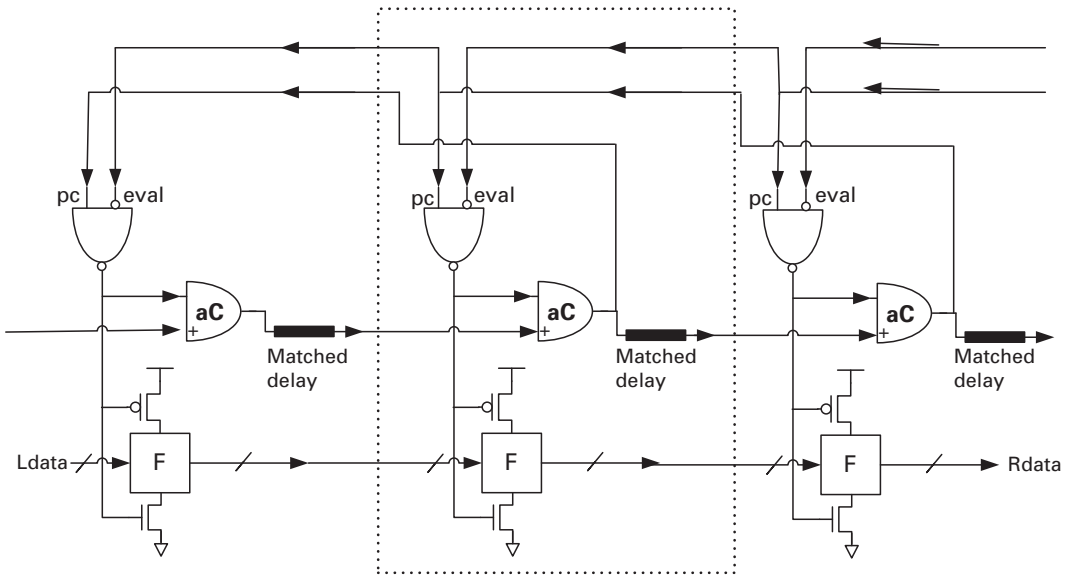 pc eval
pc eval
pc eval
aC
+
aC
+
aC
+
Matched
delay
Matched
delay
Matched
delay
Ldata
F
F
F
Rdata